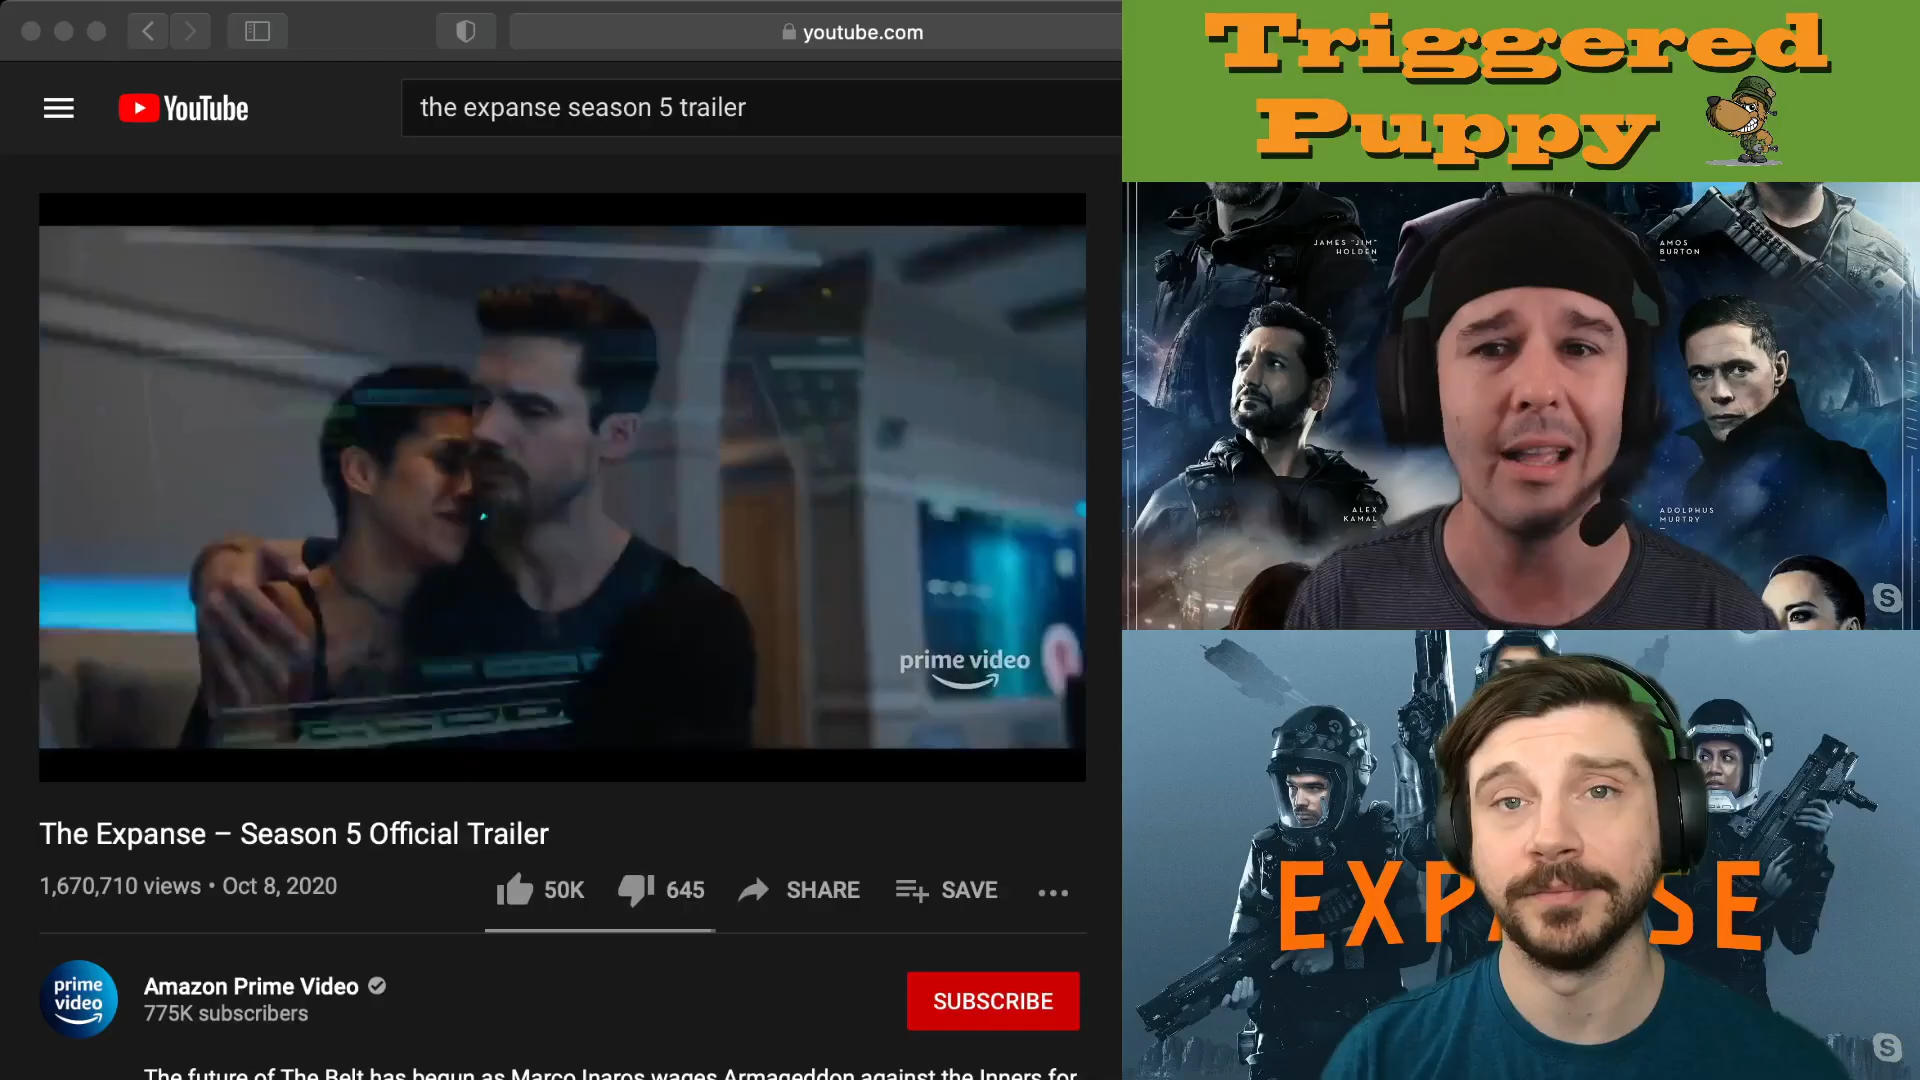 youtube.com
YouTube
the expanse season 5 trailer
prime video
The Expanse – Season 5 Official Trailer
1,670,710 views • Oct 8, 2020
50K
645
SHARE
SAVE
prime
video
Amazon Prime Video
775K subscribers
SUBSCRIBE
The future of The Belt has begun as Marco Inaros wages Armageddon against the Inners for
Triggered
Puppy
JAMES "JIM"
HOLDEN
AMOS
BURTON
ALEX
KAMAL
ADOLPHUS
MURTRY
S
EXP SE
S